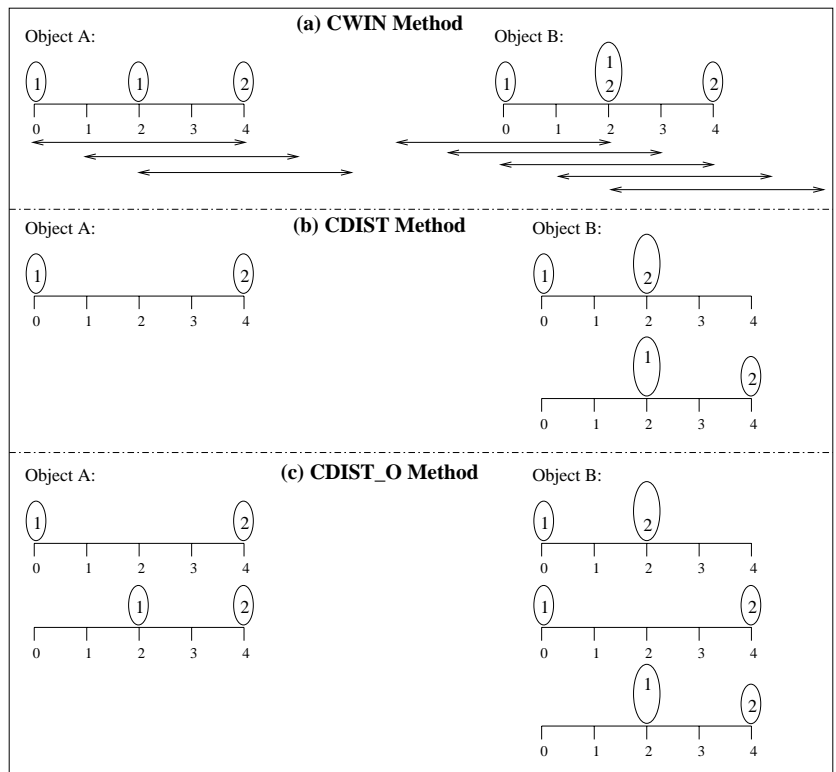 (a) CWIN Method
Object A:
Object B:
1 1 2
1 1 2 2
0 1 2 3 4
0 1 2 3 4
(b) CDIST Method
Object A:
Object B:
1 2
1 2
0 1 2 3 4
0 1 2 3 4
1 2
0 1 2 3 4
(c) CDIST_O Method
Object A:
Object B:
1 2
1 2
0 1 2 3 4
0 1 2 3 4
1 2
1 2
0 1 2 3 4
0 1 2 3 4
1 2
0 1 2 3 4